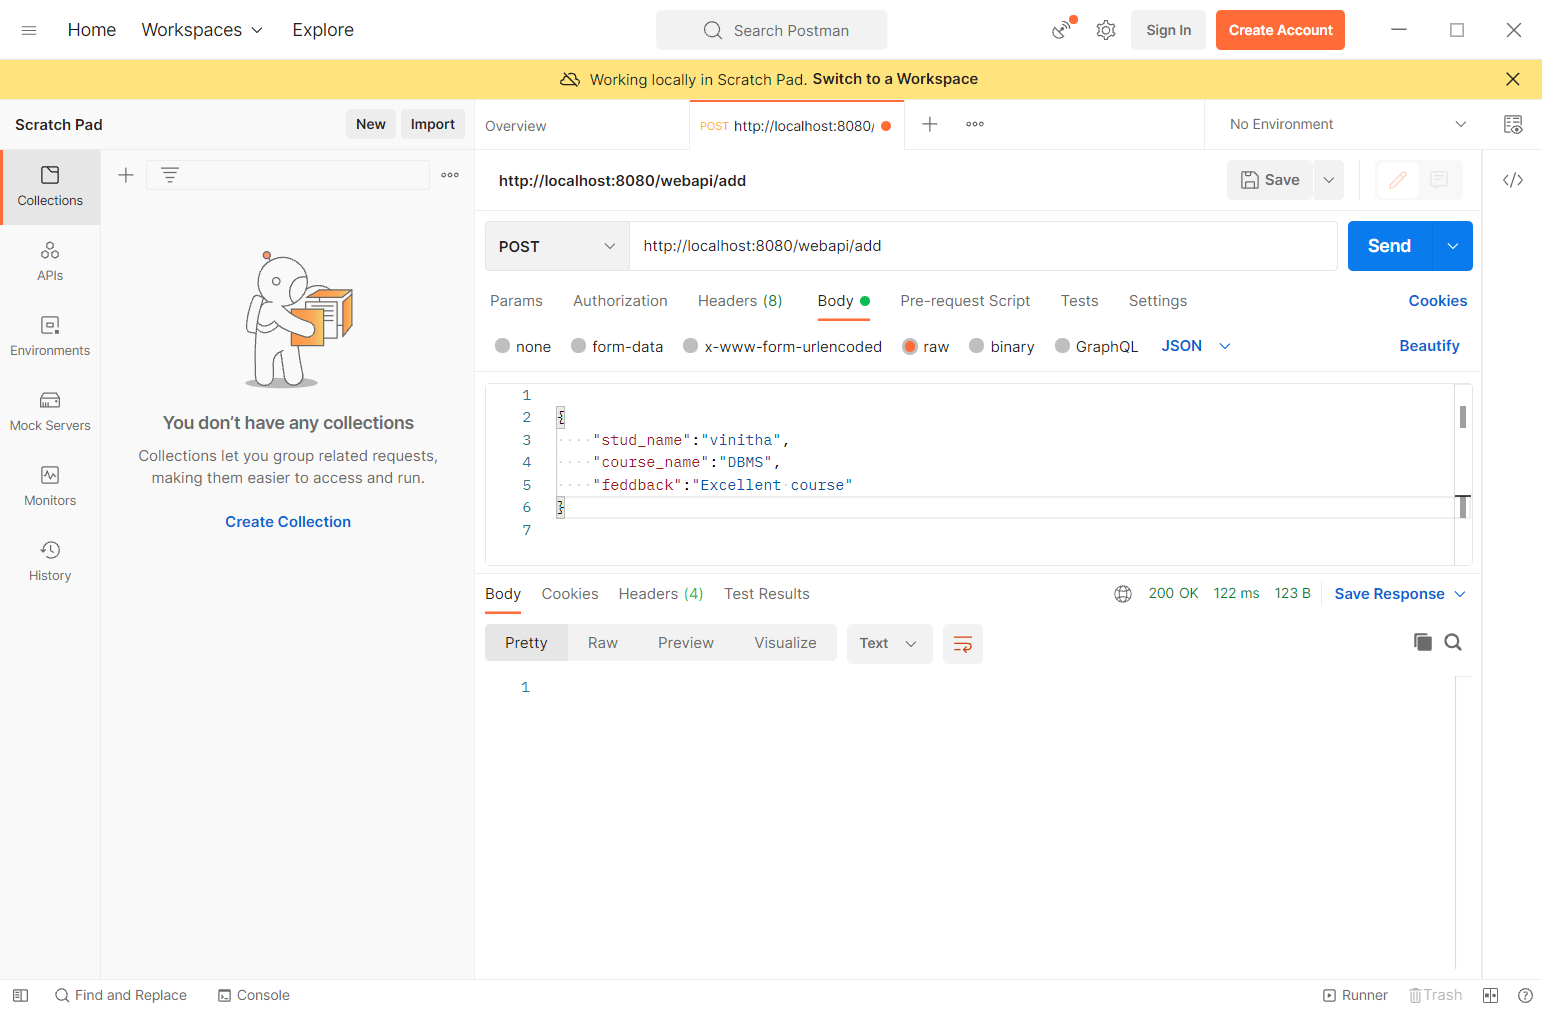 Home Workspaces Explore Search Postman Sign In Create Account
Working locally in Scratch Pad. Switch to a Workspace
Scratch Pad New Import Overview POST http://localhost:8080/ No Environment
Collections
http://localhost:8080/webapi/add Save
POST http://localhost:8080/webapi/add Send
APIs
Params Authorization Headers (8) Body Pre-request Script Tests Settings Cookies
none form-data x-www-form-urlencoded raw binary GraphQL JSON Beautify
Environments
1
2 {
3 ····"stud_name":"vinitha",
4 ····"course_name":"DBMS",
5 ····"feddback":"Excellent·course"
6 }
7
Mock Servers
You don’t have any collections
Collections let you group related requests,
making them easier to access and run.
Create Collection
Monitors
History
Body Cookies Headers (4) Test Results 200 OK 122 ms 123 B Save Response
Pretty Raw Preview Visualize Text
1
Find and Replace Console Runner Trash